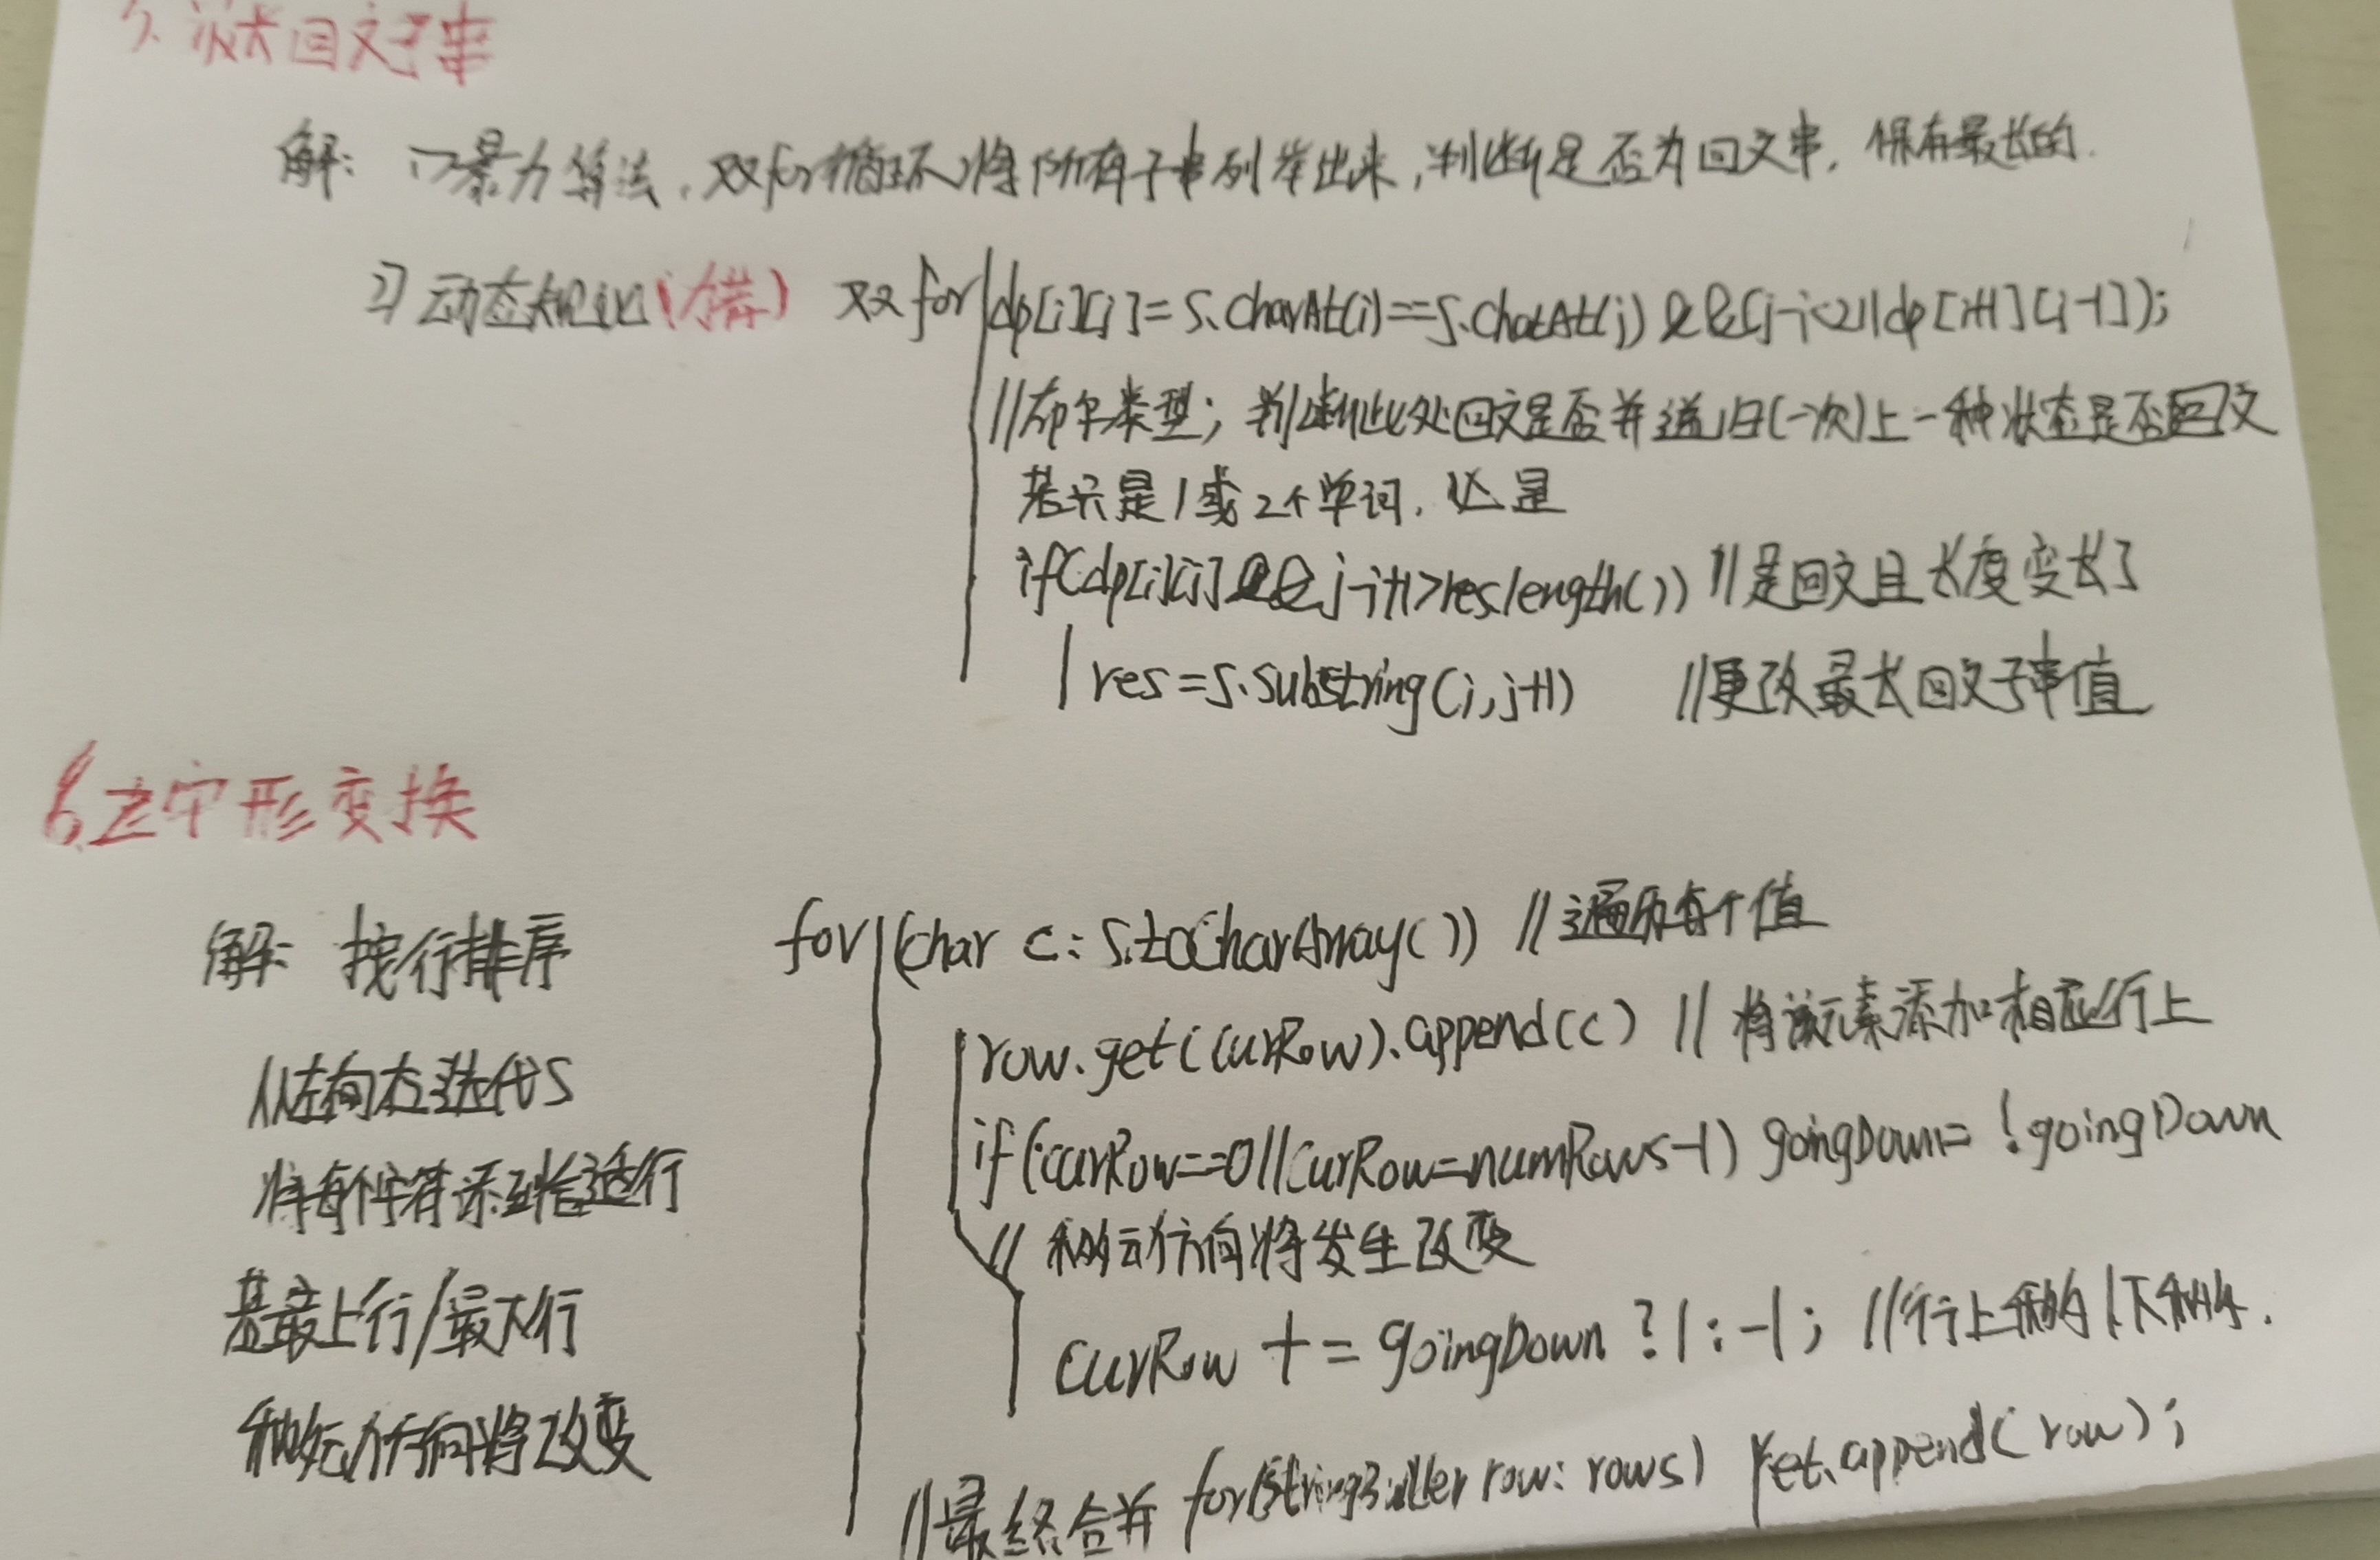 5. 最长回文子串
解: 1> 暴力算法, 双for循环将所有子串列举出来,判断是否为回文串, 保存最长的.
2> 动态规划 双for dp[i][j]=S.charAt(i)==S.chatAt(j) &&(j-i<2||dp[i+1][j-1]);
//布尔类型; 判断此处回文是否并递归(一次)上一种状态是否回文
若只是1或2个单词, 必是
if(dp[i][j] && j-i+1>res.length()) //是回文且长度变长了
res=S.substring(i,j+1) //更改最长回文子串值
6.Z字形变换
解: 按行排序
从左向右迭代S
将每个字符添到合适行
若最上行/最下行
移动方向将改变
for (char c: S.toCharArray()) //遍历每个值
row.get(curRow).append(c) //将该元素添加相应行上
if(curRow==0||curRow=numRows-1) goingDown= !goingDown
// 移动方向将发生改变
curRow += goingDown ?1:-1; //行上移或下移.
//最终合并 for(StringBuilder row: rows) ret.append(row);